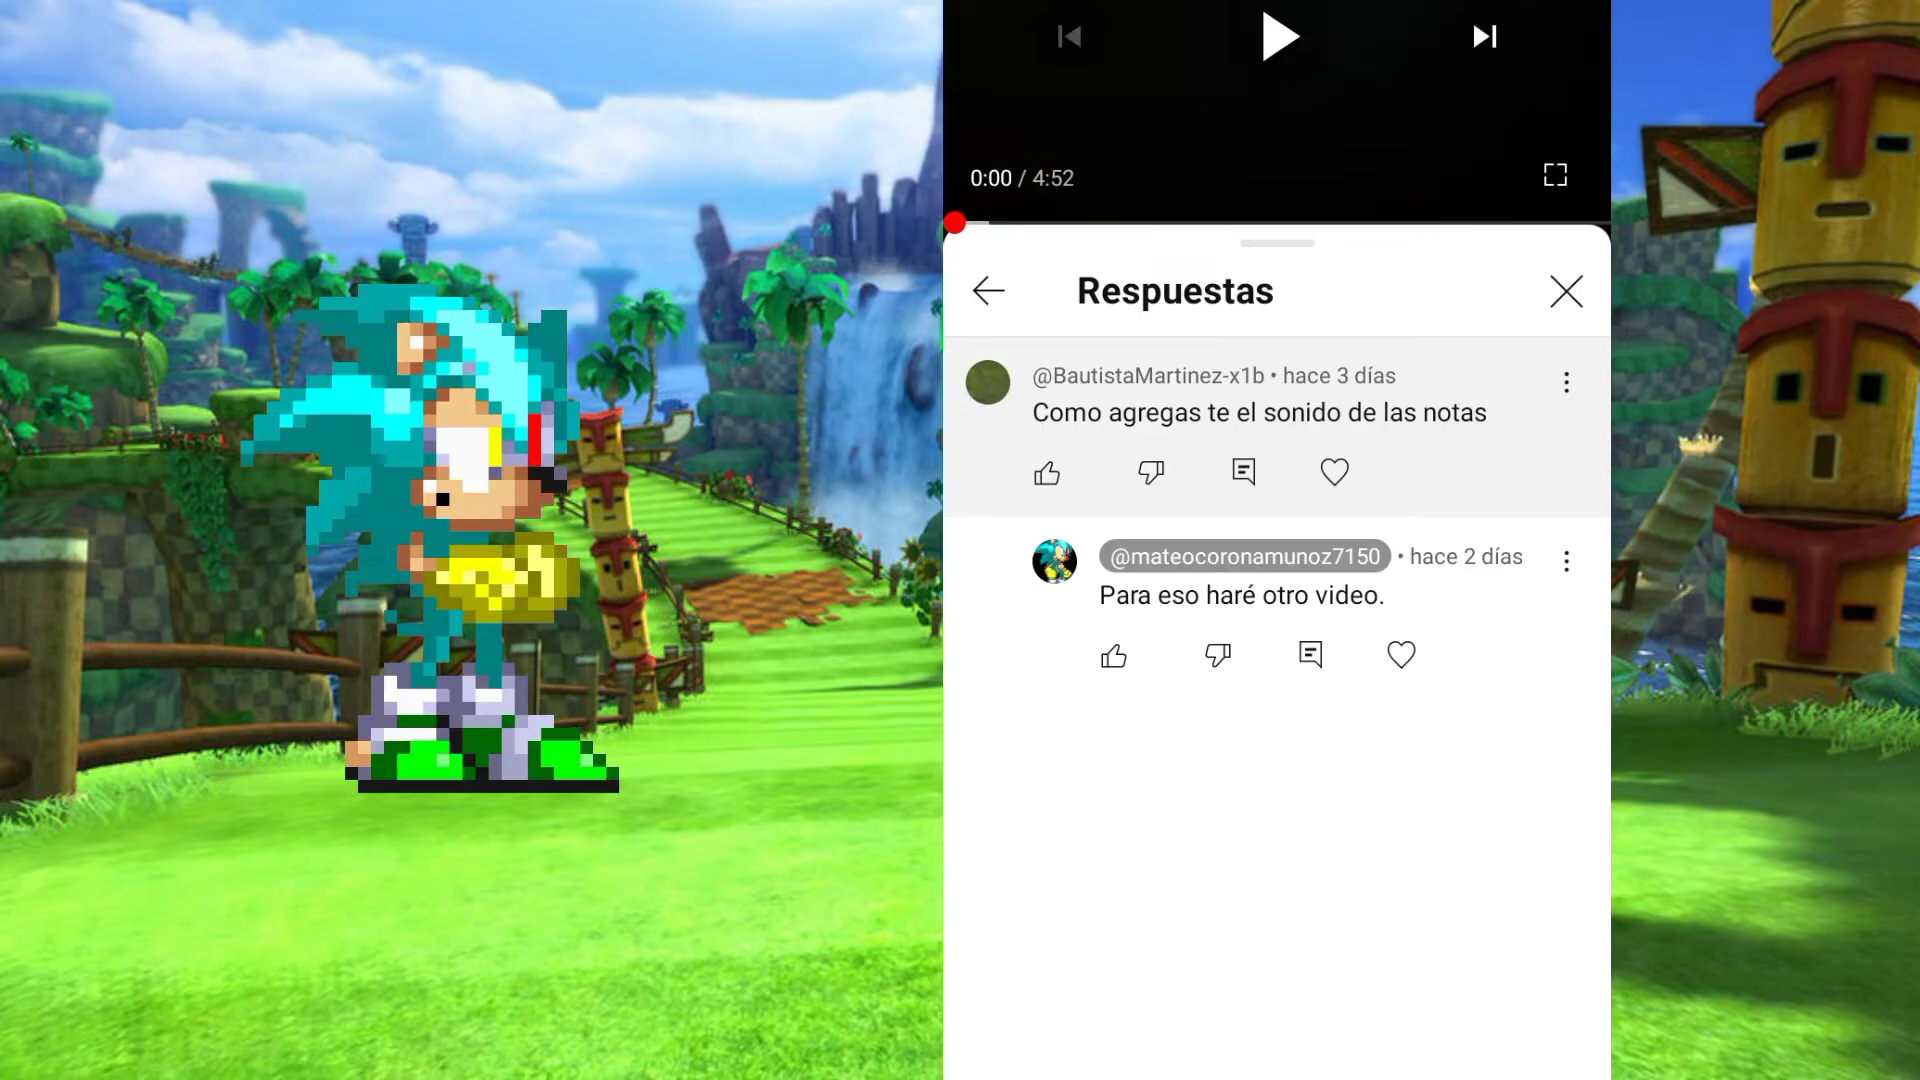 0:00 / 4:52
Respuestas
@BautistaMartinez-x1b • hace 3 días
Como agregas te el sonido de las notas
@mateocoronamunoz7150 • hace 2 días
Para eso haré otro video.